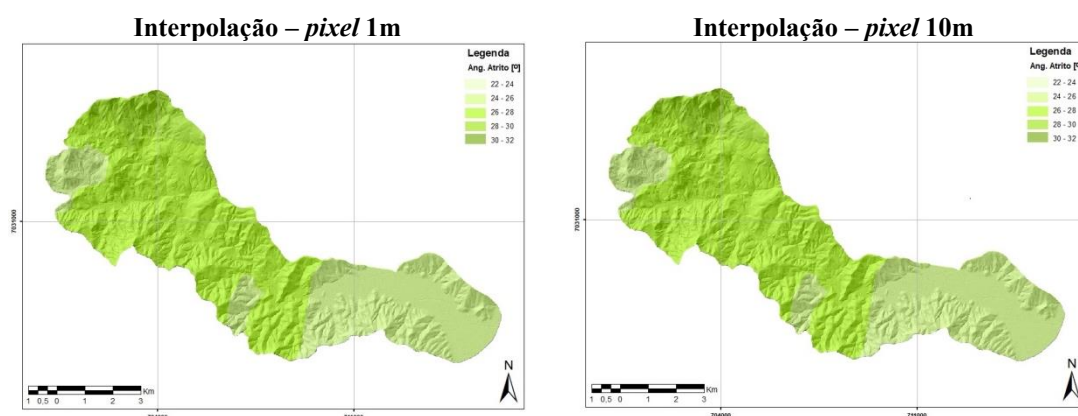 Interpolação – pixel 1m
Legenda
Ang. Atrito [º]
22 - 24
24 - 26
26 - 28
28 - 30
30 - 32
7031000
N
Km
1 0,5 0 1 2 3
Interpolação – pixel 10m
Legenda
Ang. Atrito [º]
22 - 24
24 - 26
26 - 28
28 - 30
30 - 32
7031000
N
Km
1 0,5 0 1 2 3
704000